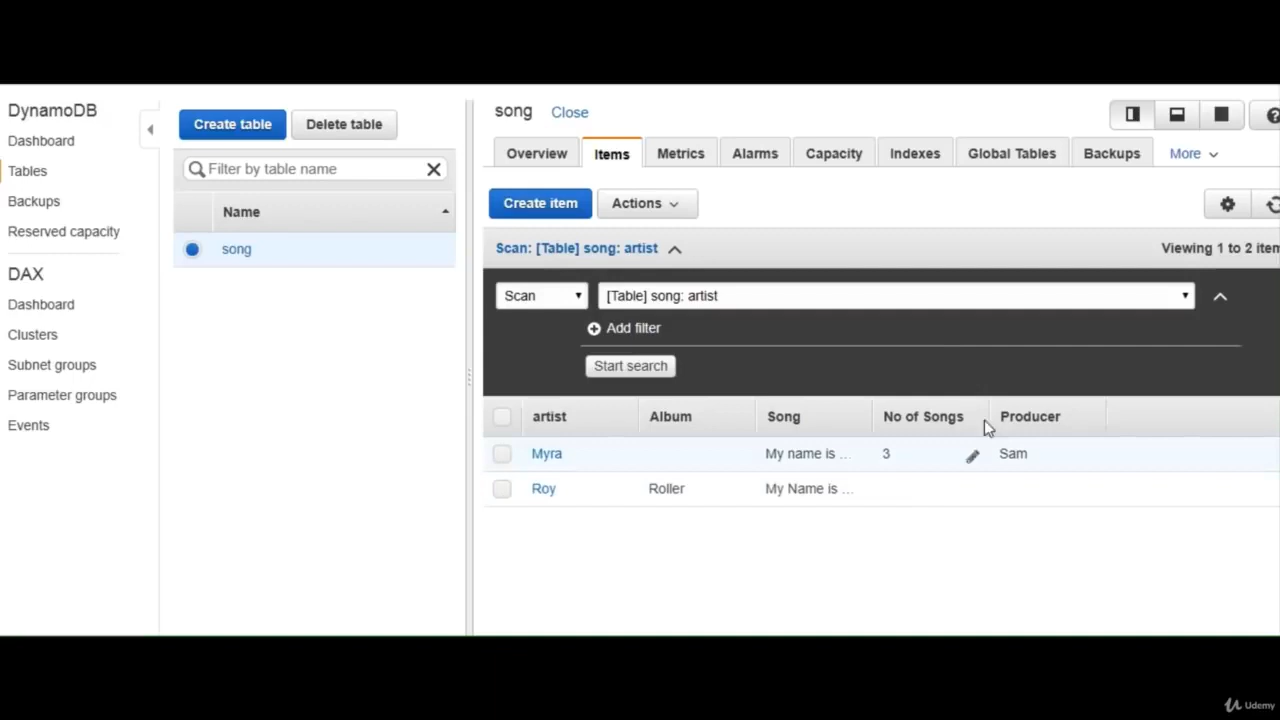 DynamoDB
Dashboard
Tables
Backups
Reserved capacity
DAX
Dashboard
Clusters
Subnet groups
Parameter groups
Events
Create table Delete table
Filter by table name
Name
song
song Close
Overview Items Metrics Alarms Capacity Indexes Global Tables Backups More
Create item Actions
Scan: [Table] song: artist Viewing 1 to 2 item
Scan [Table] song: artist
Add filter
Start search
artist Album Song No of Songs Producer
Myra My name is ... 3 Sam
Roy Roller My Name is ...
Udemy